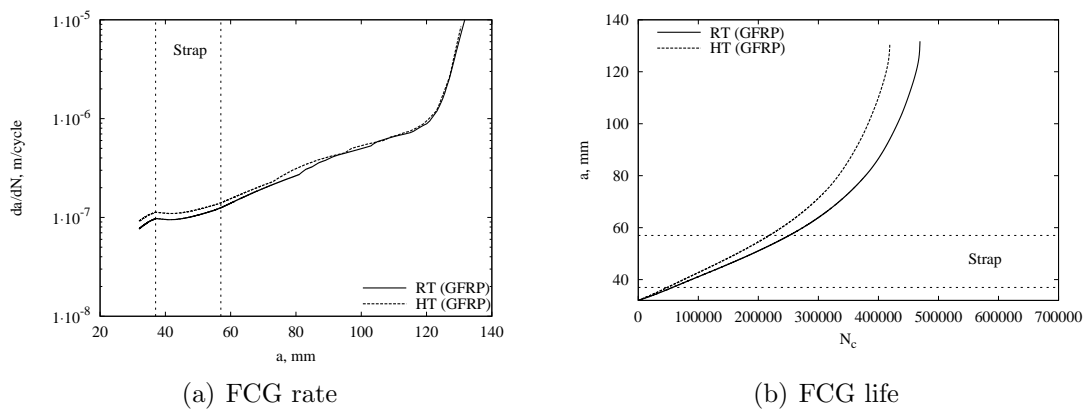 1·10-5
1·10-6
1·10-7
1·10-8
da/dN, m/cycle
Strap
RT (GFRP)
HT (GFRP)
20 40 60 80 100 120 140
a, mm
(a) FCG rate
RT (GFRP)
HT (GFRP)
140
120
100
80
60
40
a, mm
Strap
0 100000 200000 300000 400000 500000 600000 700000
Nc
(b) FCG life